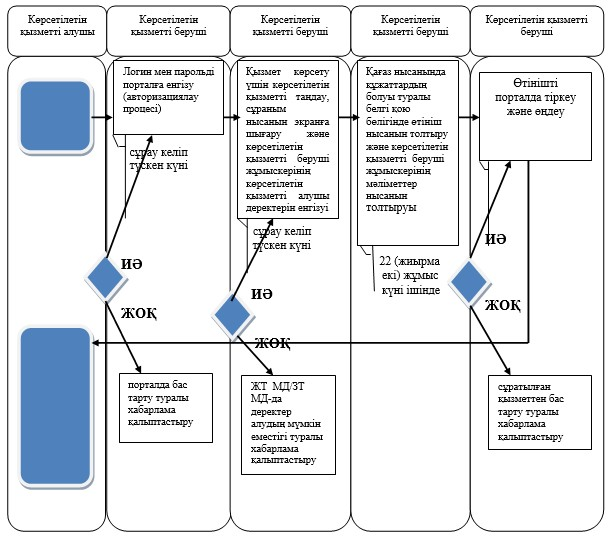 Көрсетілетін
қызметті алушы
Көрсетілетін
қызметті беруші
Көрсетілетін
қызметті беруші
Көрсетілетін
қызметті беруші
Көрсетілетін қызметті
беруші
Логин мен парольді
порталға енгізу
(авторизациялау
процесі)
сұрау келіп
түскен күні
Қызмет көрсету
үшін көрсетілетін
қызметті таңдау,
сұраным
нысанын экранға
шығару және
көрсетілетін
қызметті беруші
жұмыскерінің
көрсетілетін
қызметті алушы
деректерін енгізуі
сұрау келіп
түскен күні
Қағаз нысанында
құжаттардың
болуы туралы
белгі қою
бөлігінде өтініш
нысанын толтыру
және көрсетілетін
қызметті беруші
жұмыскерінің
мәліметтер
нысанын
толтыруы
22 (жиырма
екі) жұмыс
күні ішінде
Өтінішті
порталда тіркеу
және өңдеу
ИӘ
ЖОҚ
ИӘ
ЖОҚ
ИӘ
ЖОҚ
порталда бас
тарту туралы
хабарлама
қалыптастыру
ЖТ МД/ЗТ
МД-да
деректер
алудың мүмкін
еместігі туралы
хабарлама
қалыптастыру
сұратылған
қызметтен бас
тарту туралы
хабарлама
қалыптастыру